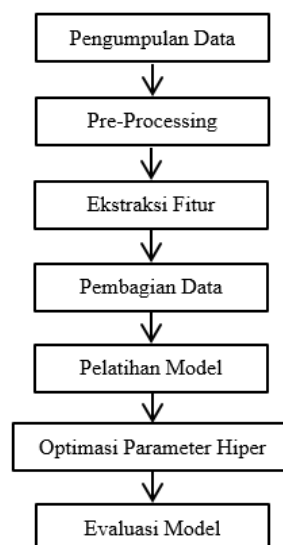 Pengumpulan Data
Pre-Processing
Ekstraksi Fitur
Pembagian Data
Pelatihan Model
Optimasi Parameter Hiper
Evaluasi Model